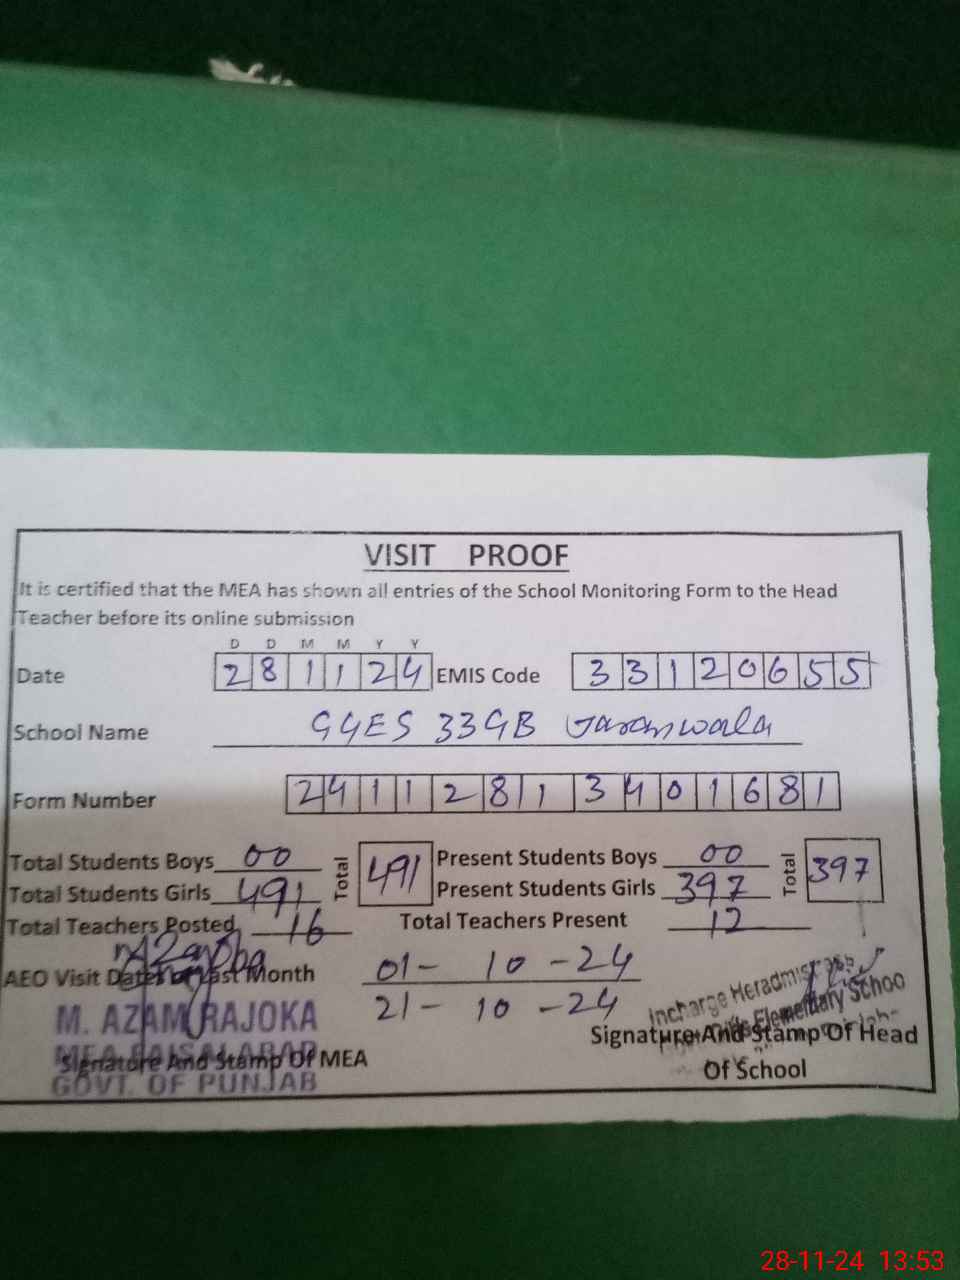 VISIT PROOF
It is certified that the MEA has shown all entries of the School Monitoring Form to the Head
Teacher before its online submission
D D M M Y Y
Date 2 8 1 1 2 4 EMIS Code 3 3 1 2 0 6 5 5
School Name GGES 33GB Jaranwala
Form Number 2 4 1 1 2 8 1 3 4 0 1 6 8 1
Total Students Boys 00 Total 491 Present Students Boys 00 Total 397
Total Students Girls 491 Present Students Girls 397
Total Teachers Posted 16 Total Teachers Present 12
AEO Visit Dates of Last Month 01- 10 -24
21- 10 -24
M. AZAM RAJOKA
MEA FAISALABAD
GOVT. OF PUNJAB
Signature And Stamp Of MEA
Incharge Headmistress
Elementary School
Signature And Stamp Of Head
Of School
28-11-24 13:53